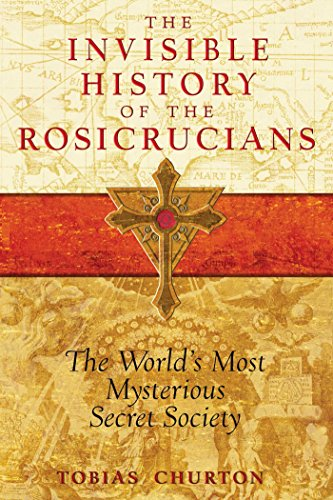 THE
INVISIBLE
HISTORY
OF THE
ROSICRUCIANS
The World's Most
Mysterious
Secret Society
TOBIAS CHURTON